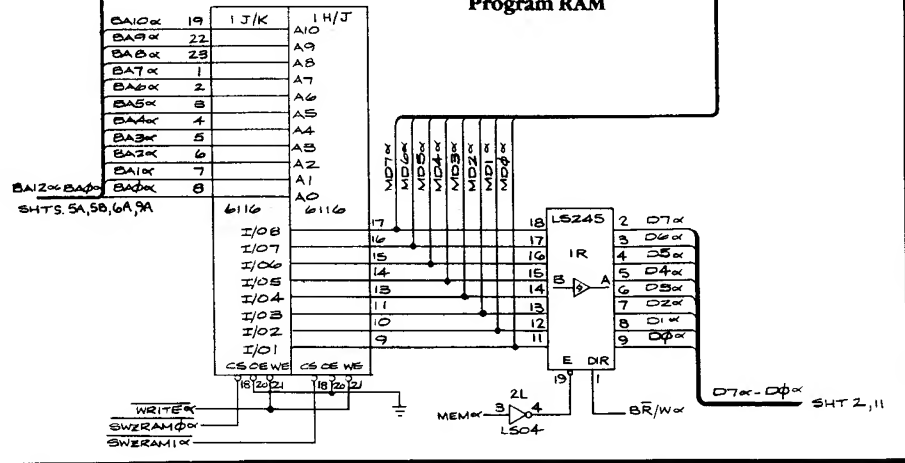 Program RAM
BA10α 19 1 J/K 1 H/J A10
BA9α 22 A9
BA8α 23 A8
BA7α 1 A7
BA6α 2 A6
BA5α 3 A5
BA4α 4 A4
BA3α 5 A3
BA2α 6 A2
BA1α 7 A1
BA12α BAφα BAφα 8 A0
SHTS. 5A,5B,6A,9A
6116 6116
MD7α MD6α MD5α MD4α MD3α MD2α MD1α MDφα
I/O8 17 18 LS245 2 D7α
I/O7 16 17 3 D6α
I/O6 15 16 1R 4 D5α
I/O5 14 15 5 D4α
I/O4 13 14 B A 6 D3α
I/O3 11 13 7 D2α
I/O2 10 12 8 D1α
I/O1 9 11 9 Dφα
CS OE WE CS OE WE E DIR
18 20 21 18 20 21 19 1
WRITEα
SWZRAMφα
SWZRAM1α
MEMα 3 2L 4 LS04
BR̅/Wα
D7α-Dφα SHT 2,11